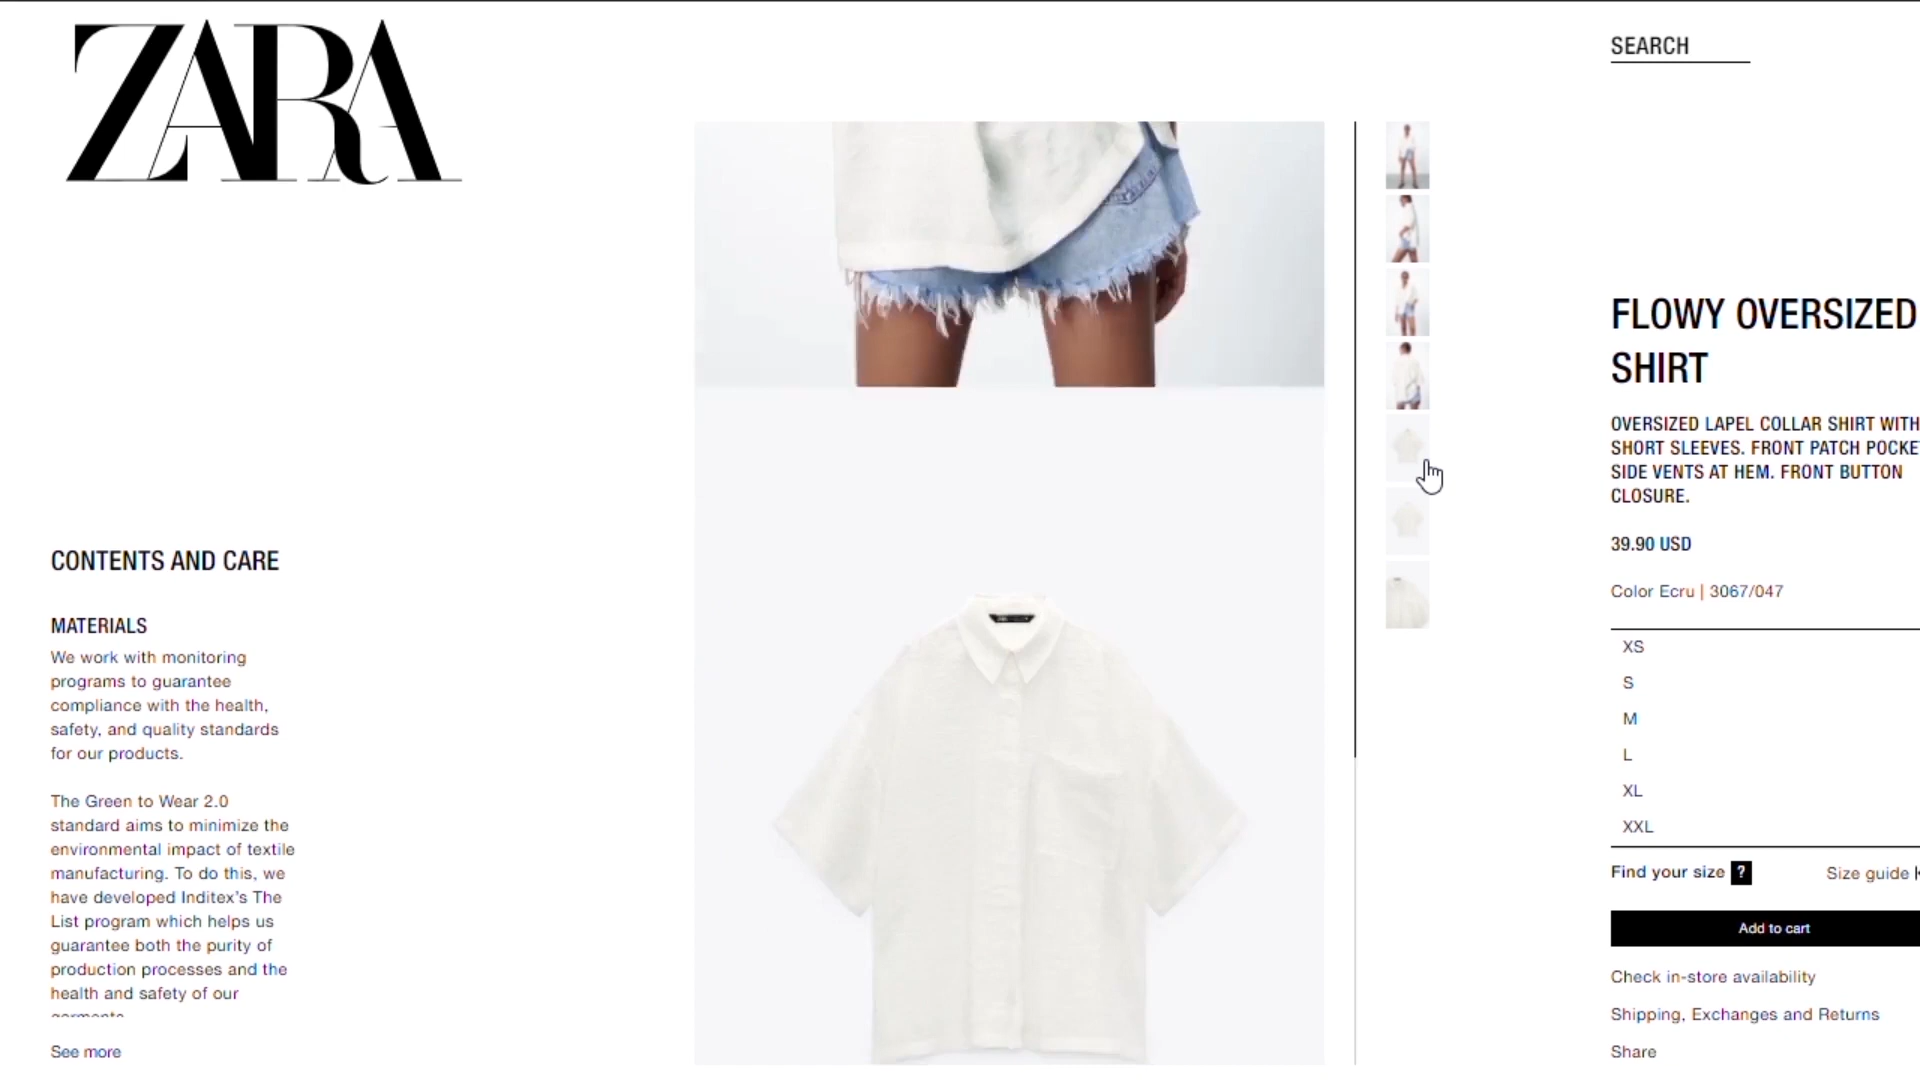 ZARA
SEARCH
FLOWY OVERSIZED
SHIRT
OVERSIZED LAPEL COLLAR SHIRT WITH
SHORT SLEEVES. FRONT PATCH
SIDE VENTS AT HEM. FRONT BUTTON
CLOSURE.
39.90 USD
Color Ecru | 3067/047
XS
S
M
L
XL
XXL
Find your size ?
Size guide
Add to cart
Check in-store availability
Shipping, Exchanges and Returns
Share
CONTENTS AND CARE
MATERIALS
We work with monitoring
programs to guarantee
compliance with the health,
safety, and quality standards
for our products.
The Green to Wear 2.0
standard aims to minimize the
environmental impact of textile
manufacturing. To do this, we
have developed Inditex's The
List program which helps us
guarantee both the purity of
production processes and the
health and safety of our
See more